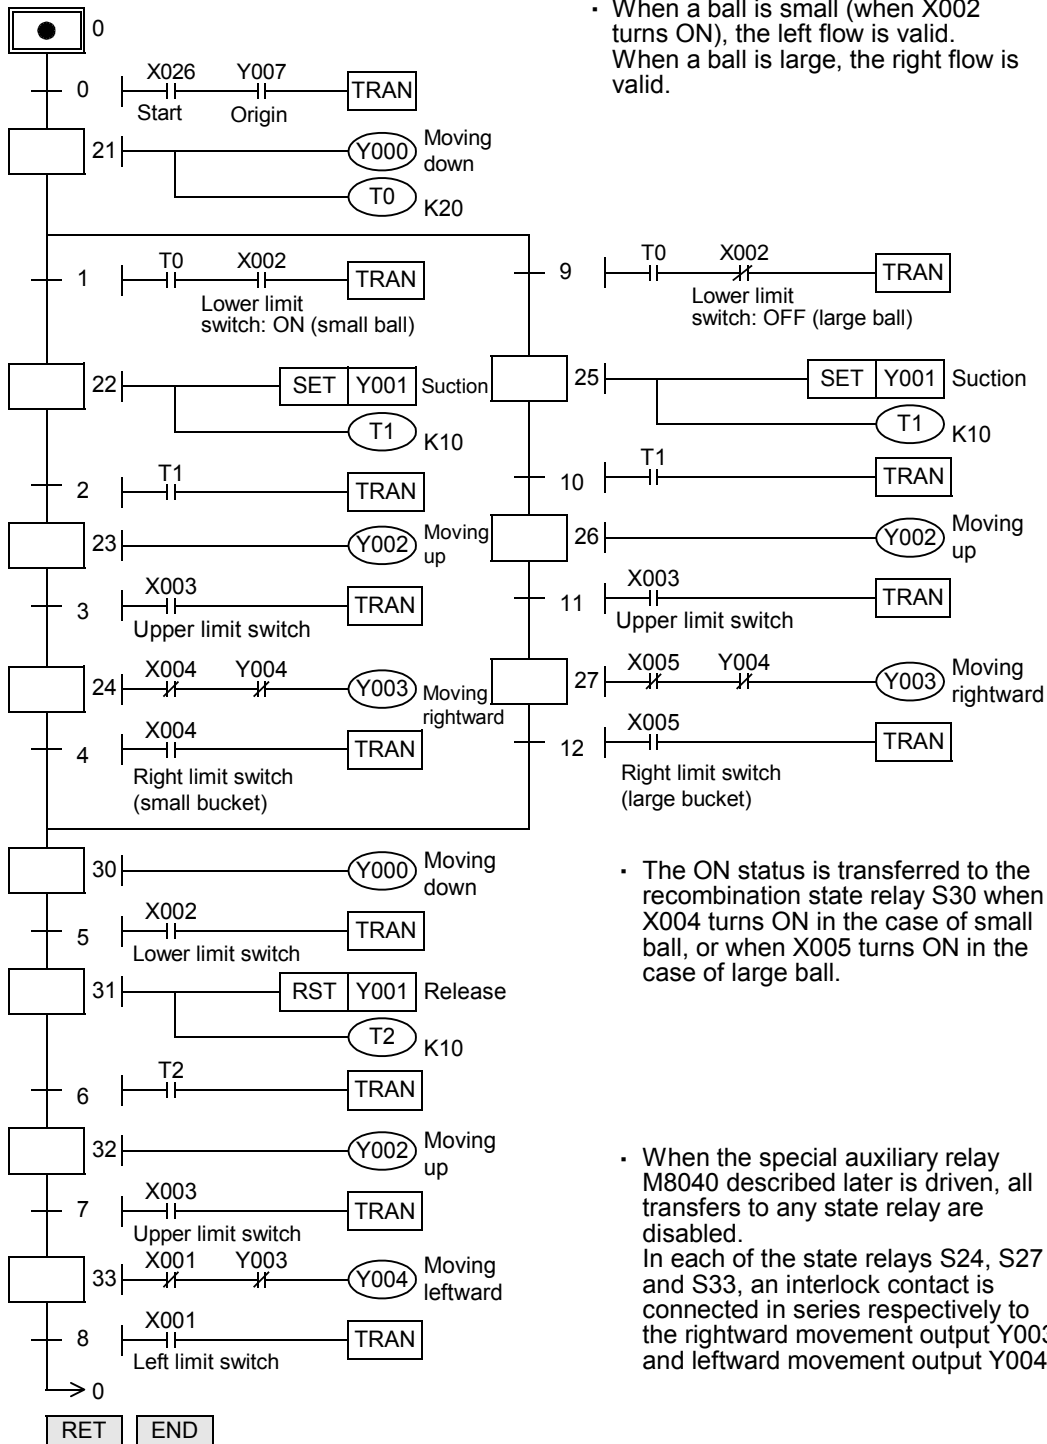 0
・ When a ball is small (when X002
turns ON), the left flow is valid.
When a ball is large, the right flow is
valid.
0 X026 Y007 TRAN
Start Origin
21 Y000 Moving
down
T0 K20
1 T0 X002 TRAN
Lower limit
switch: ON (small ball)
9 T0 X002 TRAN
Lower limit
switch: OFF (large ball)
22 SET Y001 Suction
T1 K10
25 SET Y001 Suction
T1 K10
2 T1 TRAN
10 T1 TRAN
23 Y002 Moving
up
26 Y002 Moving
up
3 X003 TRAN
Upper limit switch
11 X003 TRAN
Upper limit switch
24 X004 Y004 Y003 Moving
rightward
27 X005 Y004 Y003 Moving
rightward
4 X004 TRAN
Right limit switch
(small bucket)
12 X005 TRAN
Right limit switch
(large bucket)
30 Y000 Moving
down
・ The ON status is transferred to the
recombination state relay S30 when
X004 turns ON in the case of small
ball, or when X005 turns ON in the
case of large ball.
5 X002 TRAN
Lower limit switch
31 RST Y001 Release
T2 K10
6 T2 TRAN
32 Y002 Moving
up
・ When the special auxiliary relay
M8040 described later is driven, all
transfers to any state relay are
disabled.
In each of the state relays S24, S27
and S33, an interlock contact is
connected in series respectively to
the rightward movement output Y003
and leftward movement output Y004
7 X003 TRAN
Upper limit switch
33 X001 Y003 Y004 Moving
leftward
8 X001 TRAN
Left limit switch
0
RET END